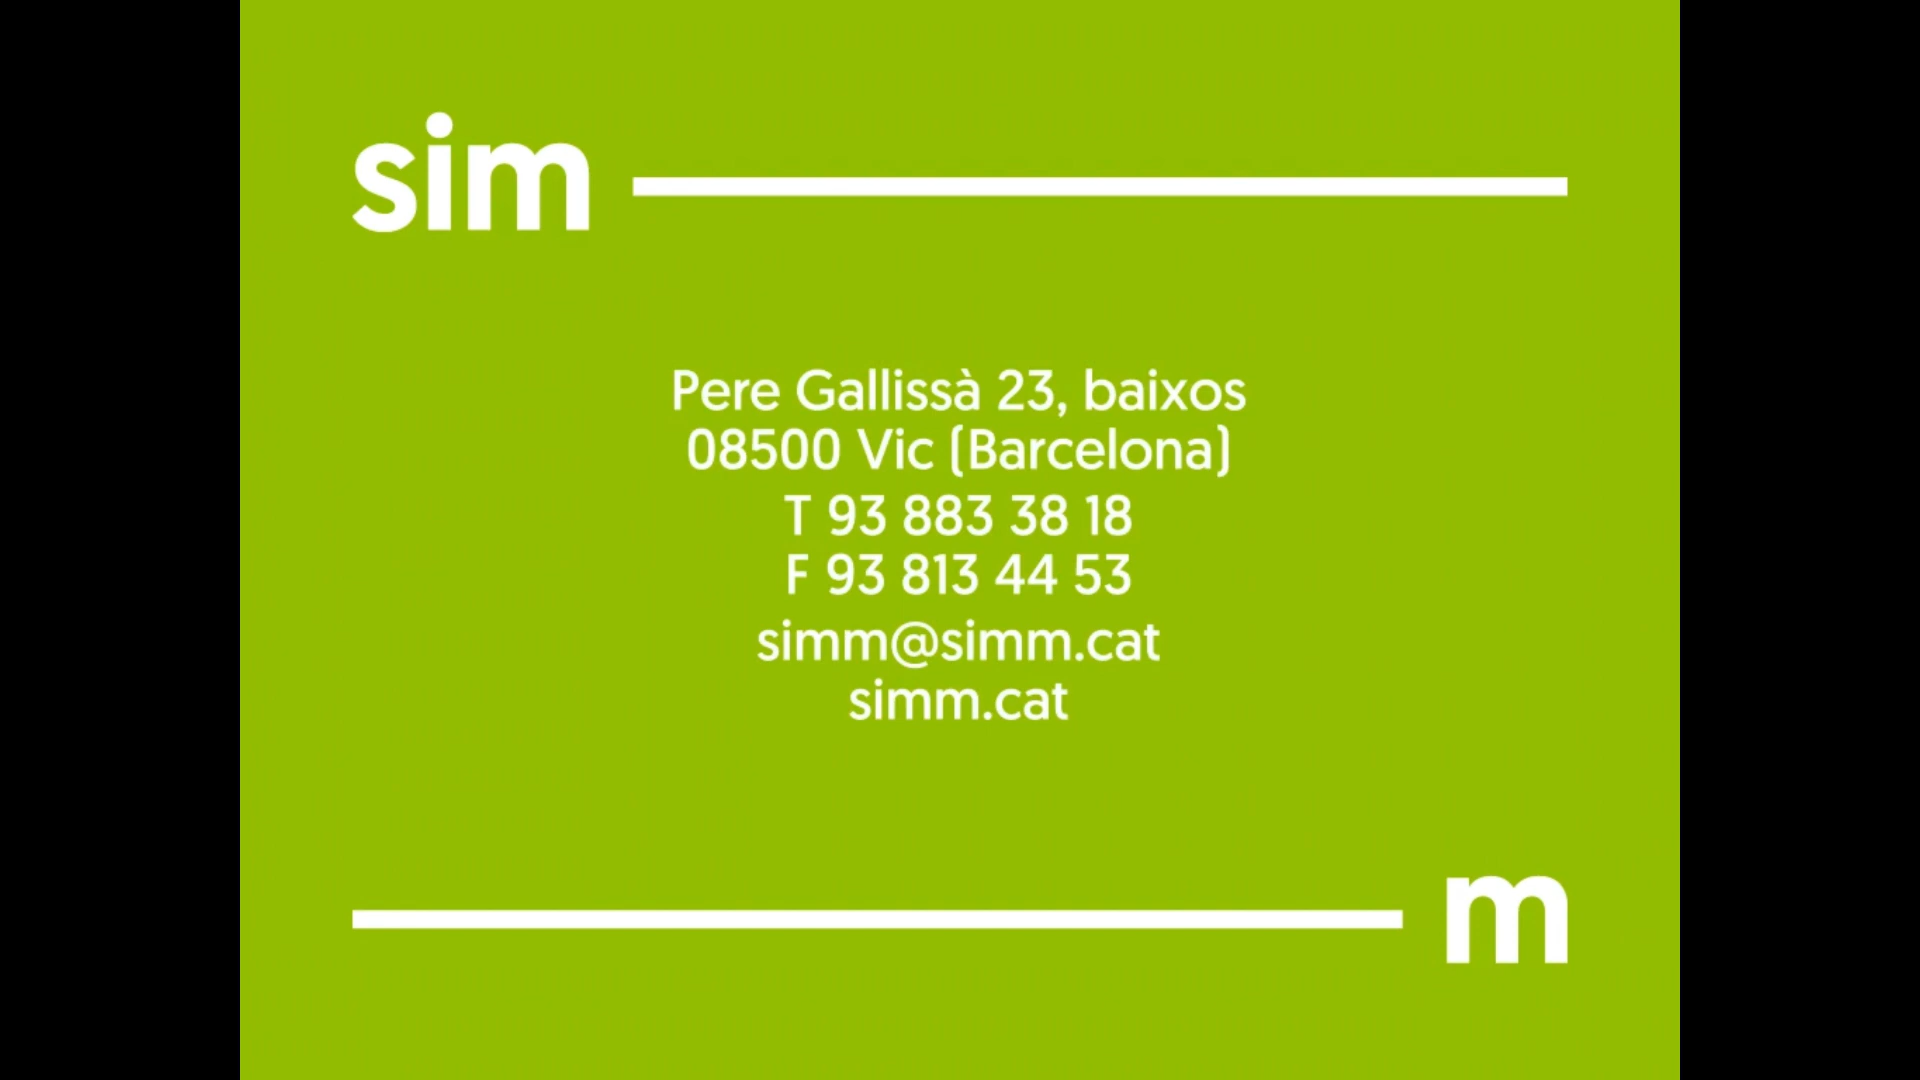 sim
Pere Gallissà 23, baixos
08500 Vic (Barcelona)
T 93 883 38 18
F 93 813 44 53
simm@simm.cat
simm.cat
m